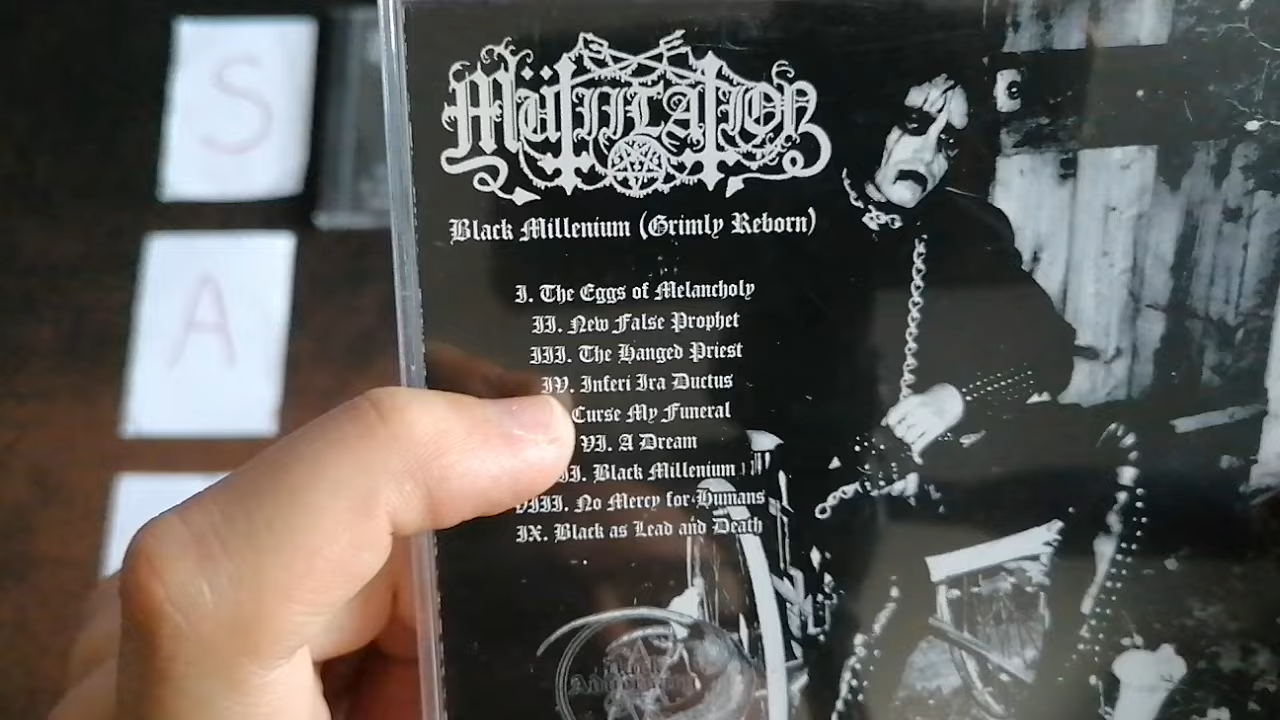 S
A
Mütiilation
Black Millenium (Grimly Reborn)
I. The Eggs of Melancholy
II. New False Prophet
III. The Hanged Priest
IV. Inferi Ira Ductus
Curse My Funeral
VI. A Dream
II. Black Millenium
VIII. No Mercy for Humans
IX. Black as Lead and Death